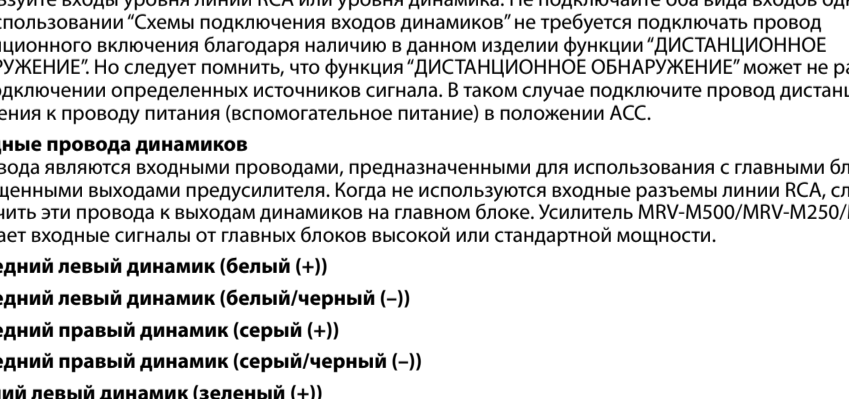 зуйте входы уровня линии RCA или уровня динамика. Не подключайте оба вида входов од
спользовании “Схемы подключения входов динамиков” не требуется подключать провод
ционного включения благодаря наличию в данном изделии функции “ДИСТАНЦИОННОЕ
РУЖЕНИЕ”. Но следует помнить, что функция “ДИСТАНЦИОННОЕ ОБНАРУЖЕНИЕ” может не ра
дключении определенных источников сигнала. В таком случае подключите провод дистанц
ения к проводу питания (вспомогательное питание) в положении ACC.
ные провода динамиков
вода являются входными проводами, предназначенными для использования с главными бл
щенными выходами предусилителя. Когда не используются входные разъемы линии RCA, сл
чить эти провода к выходам динамиков на главном блоке. Усилитель MRV-M500/MRV-M250/
ает входные сигналы от главных блоков высокой или стандартной мощности.
едний левый динамик (белый (+))
едний левый динамик (белый/черный (–))
едний правый динамик (серый (+))
едний правый динамик (серый/черный (–))
ий левый динамик (зеленый (+))